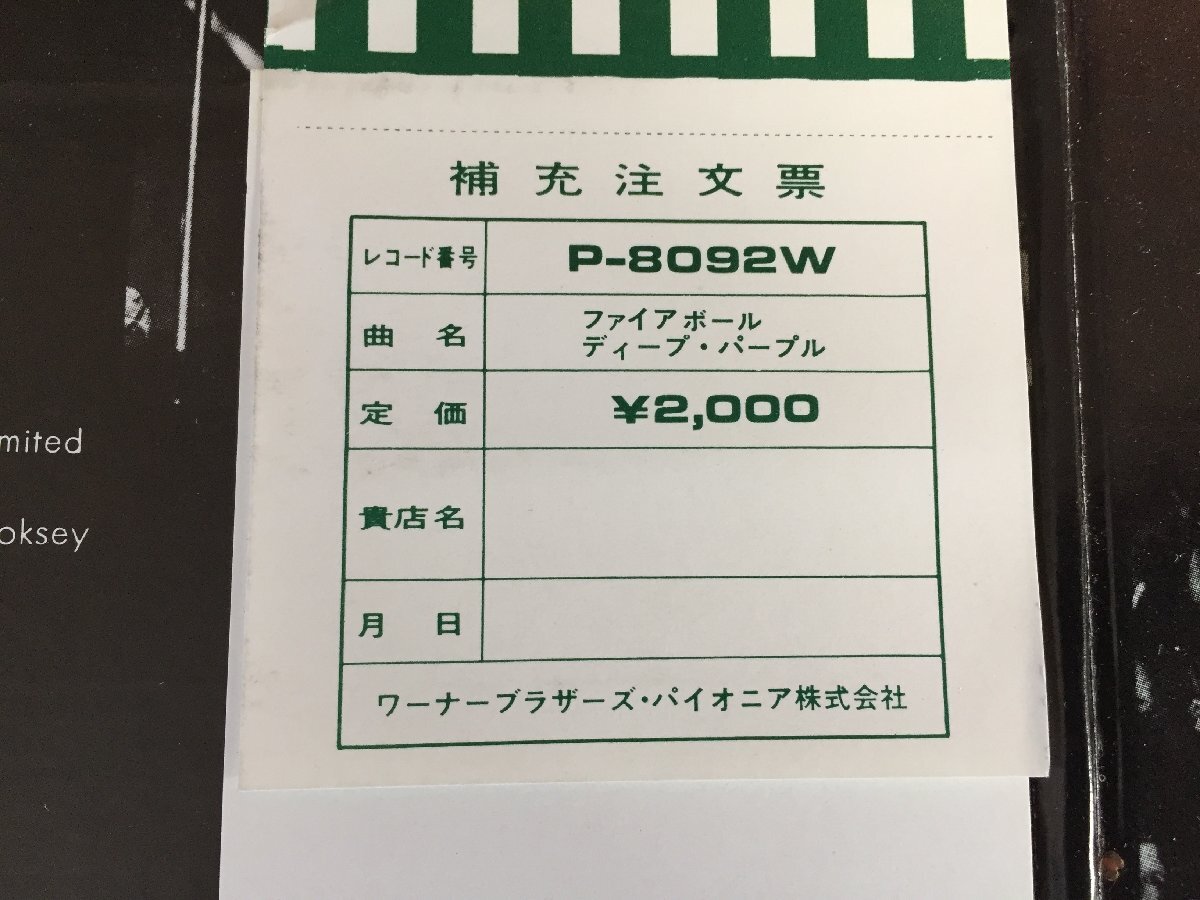 補充注文票
レコード番号 P-8092W
曲名 ファイアボール
ディープ・パープル
定価 ¥2,000
貴店名
月日
ワーナーブラザーズ・パイオニア株式会社
mited
oksey